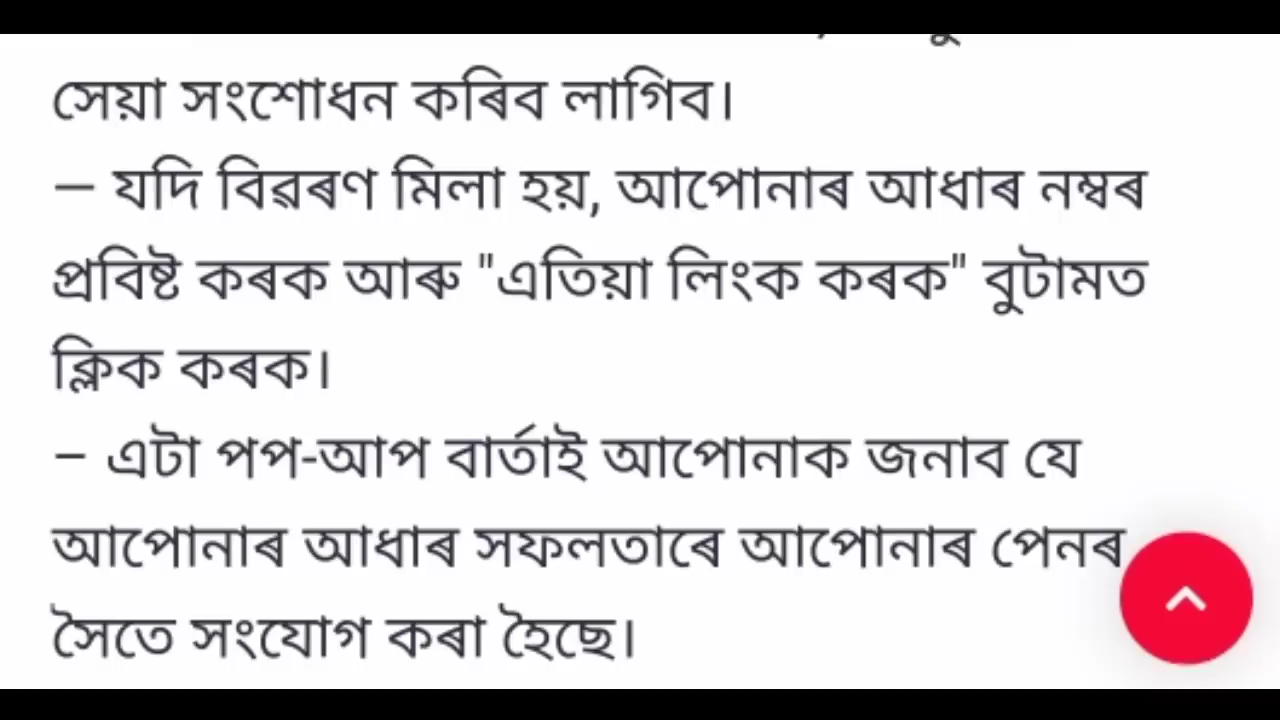 সেয়া সংশোধন কৰিব লাগিব।
– যদি বিৱৰণ মিলা হয়, আপোনাৰ আধাৰ নম্বৰ
প্ৰবিষ্ট কৰক আৰু "এতিয়া লিংক কৰক" বুটামত
ক্লিক কৰক।
– এটা পপ-আপ বাৰ্তাই আপোনাক জনাব যে
আপোনাৰ আধাৰ সফলতাৰে আপোনাৰ পেনৰ
সৈতে সংযোগ কৰা হৈছে।